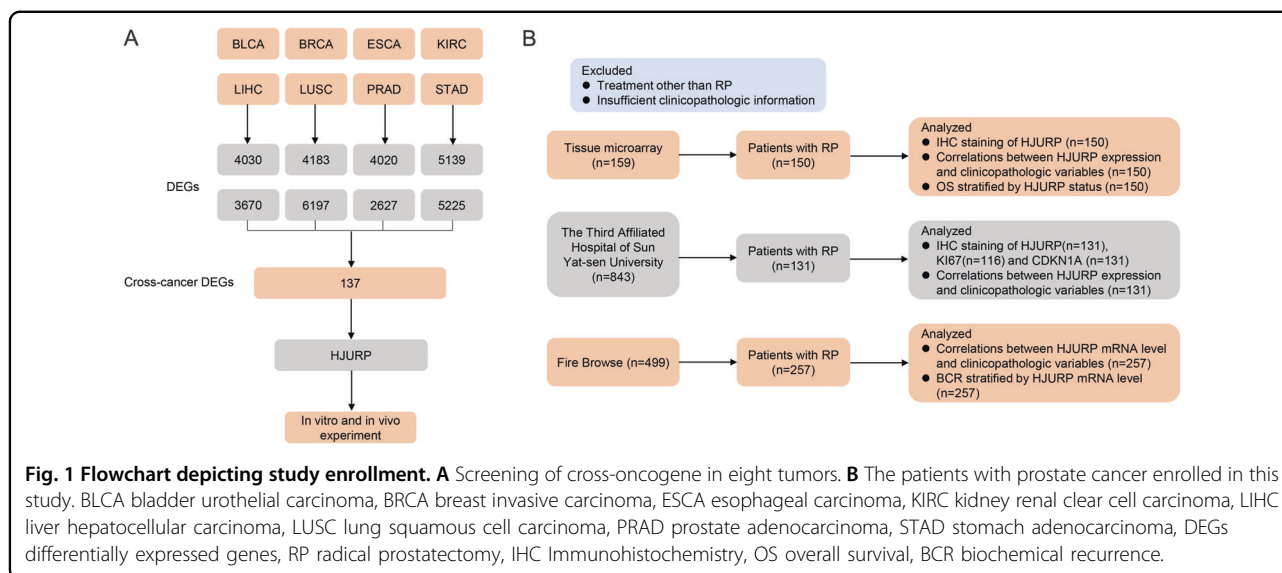 A
BLCA BRCA ESCA KIRC
LIHC LUSC PRAD STAD
4030 4183 4020 5139
DEGs
3670 6197 2627 5225
Cross-cancer DEGs
137
HJURP
In vitro and in vivo
experiment
B
Excluded
● Treatment other than RP
● Insufficient clinicopathologic information
Tissue microarray
(n=159)
Patients with RP
(n=150)
Analyzed
● IHC staining of HJURP (n=150)
● Correlations between HJURP expression
and clinicopathologic variables (n=150)
● OS stratified by HJURP status (n=150)
The Third Affiliated
Hospital of Sun
Yat-sen University
(n=843)
Patients with RP
(n=131)
Analyzed
● IHC staining of HJURP(n=131),
KI67(n=116) and CDKN1A (n=131)
● Correlations between HJURP expression
and clinicopathologic variables (n=131)
Fire Browse (n=499)
Patients with RP
(n=257)
Analyzed
● Correlations between HJURP mRNA level
and clinicopathologic variables (n=257)
● BCR stratified by HJURP mRNA level
(n=257)
Fig. 1 Flowchart depicting study enrollment. A Screening of cross-oncogene in eight tumors. B The patients with prostate cancer enrolled in this
study. BLCA bladder urothelial carcinoma, BRCA breast invasive carcinoma, ESCA esophageal carcinoma, KIRC kidney renal clear cell carcinoma, LIHC
liver hepatocellular carcinoma, LUSC lung squamous cell carcinoma, PRAD prostate adenocarcinoma, STAD stomach adenocarcinoma, DEGs
differentially expressed genes, RP radical prostatectomy, IHC Immunohistochemistry, OS overall survival, BCR biochemical recurrence.